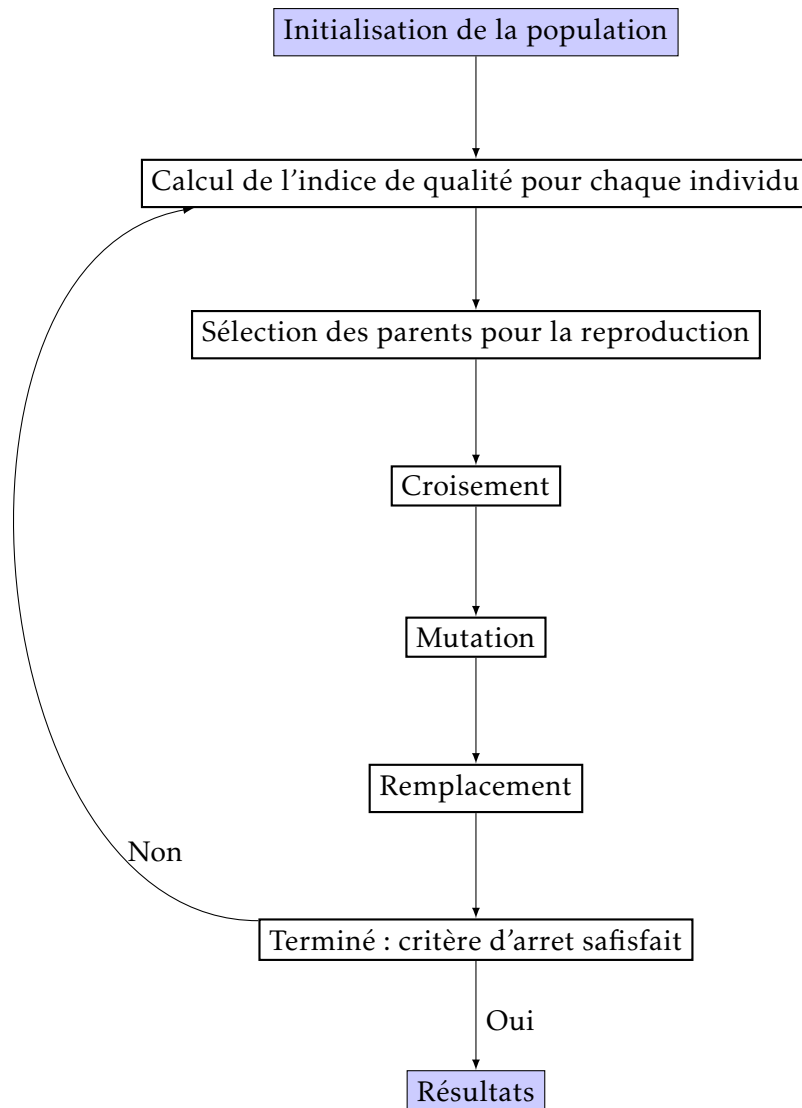 Initialisation de la population
Calcul de l'indice de qualité pour chaque individu
Sélection des parents pour la reproduction
Croisement
Mutation
Remplacement
Non
Terminé : critère d'arret safisfait
Oui
Résultats